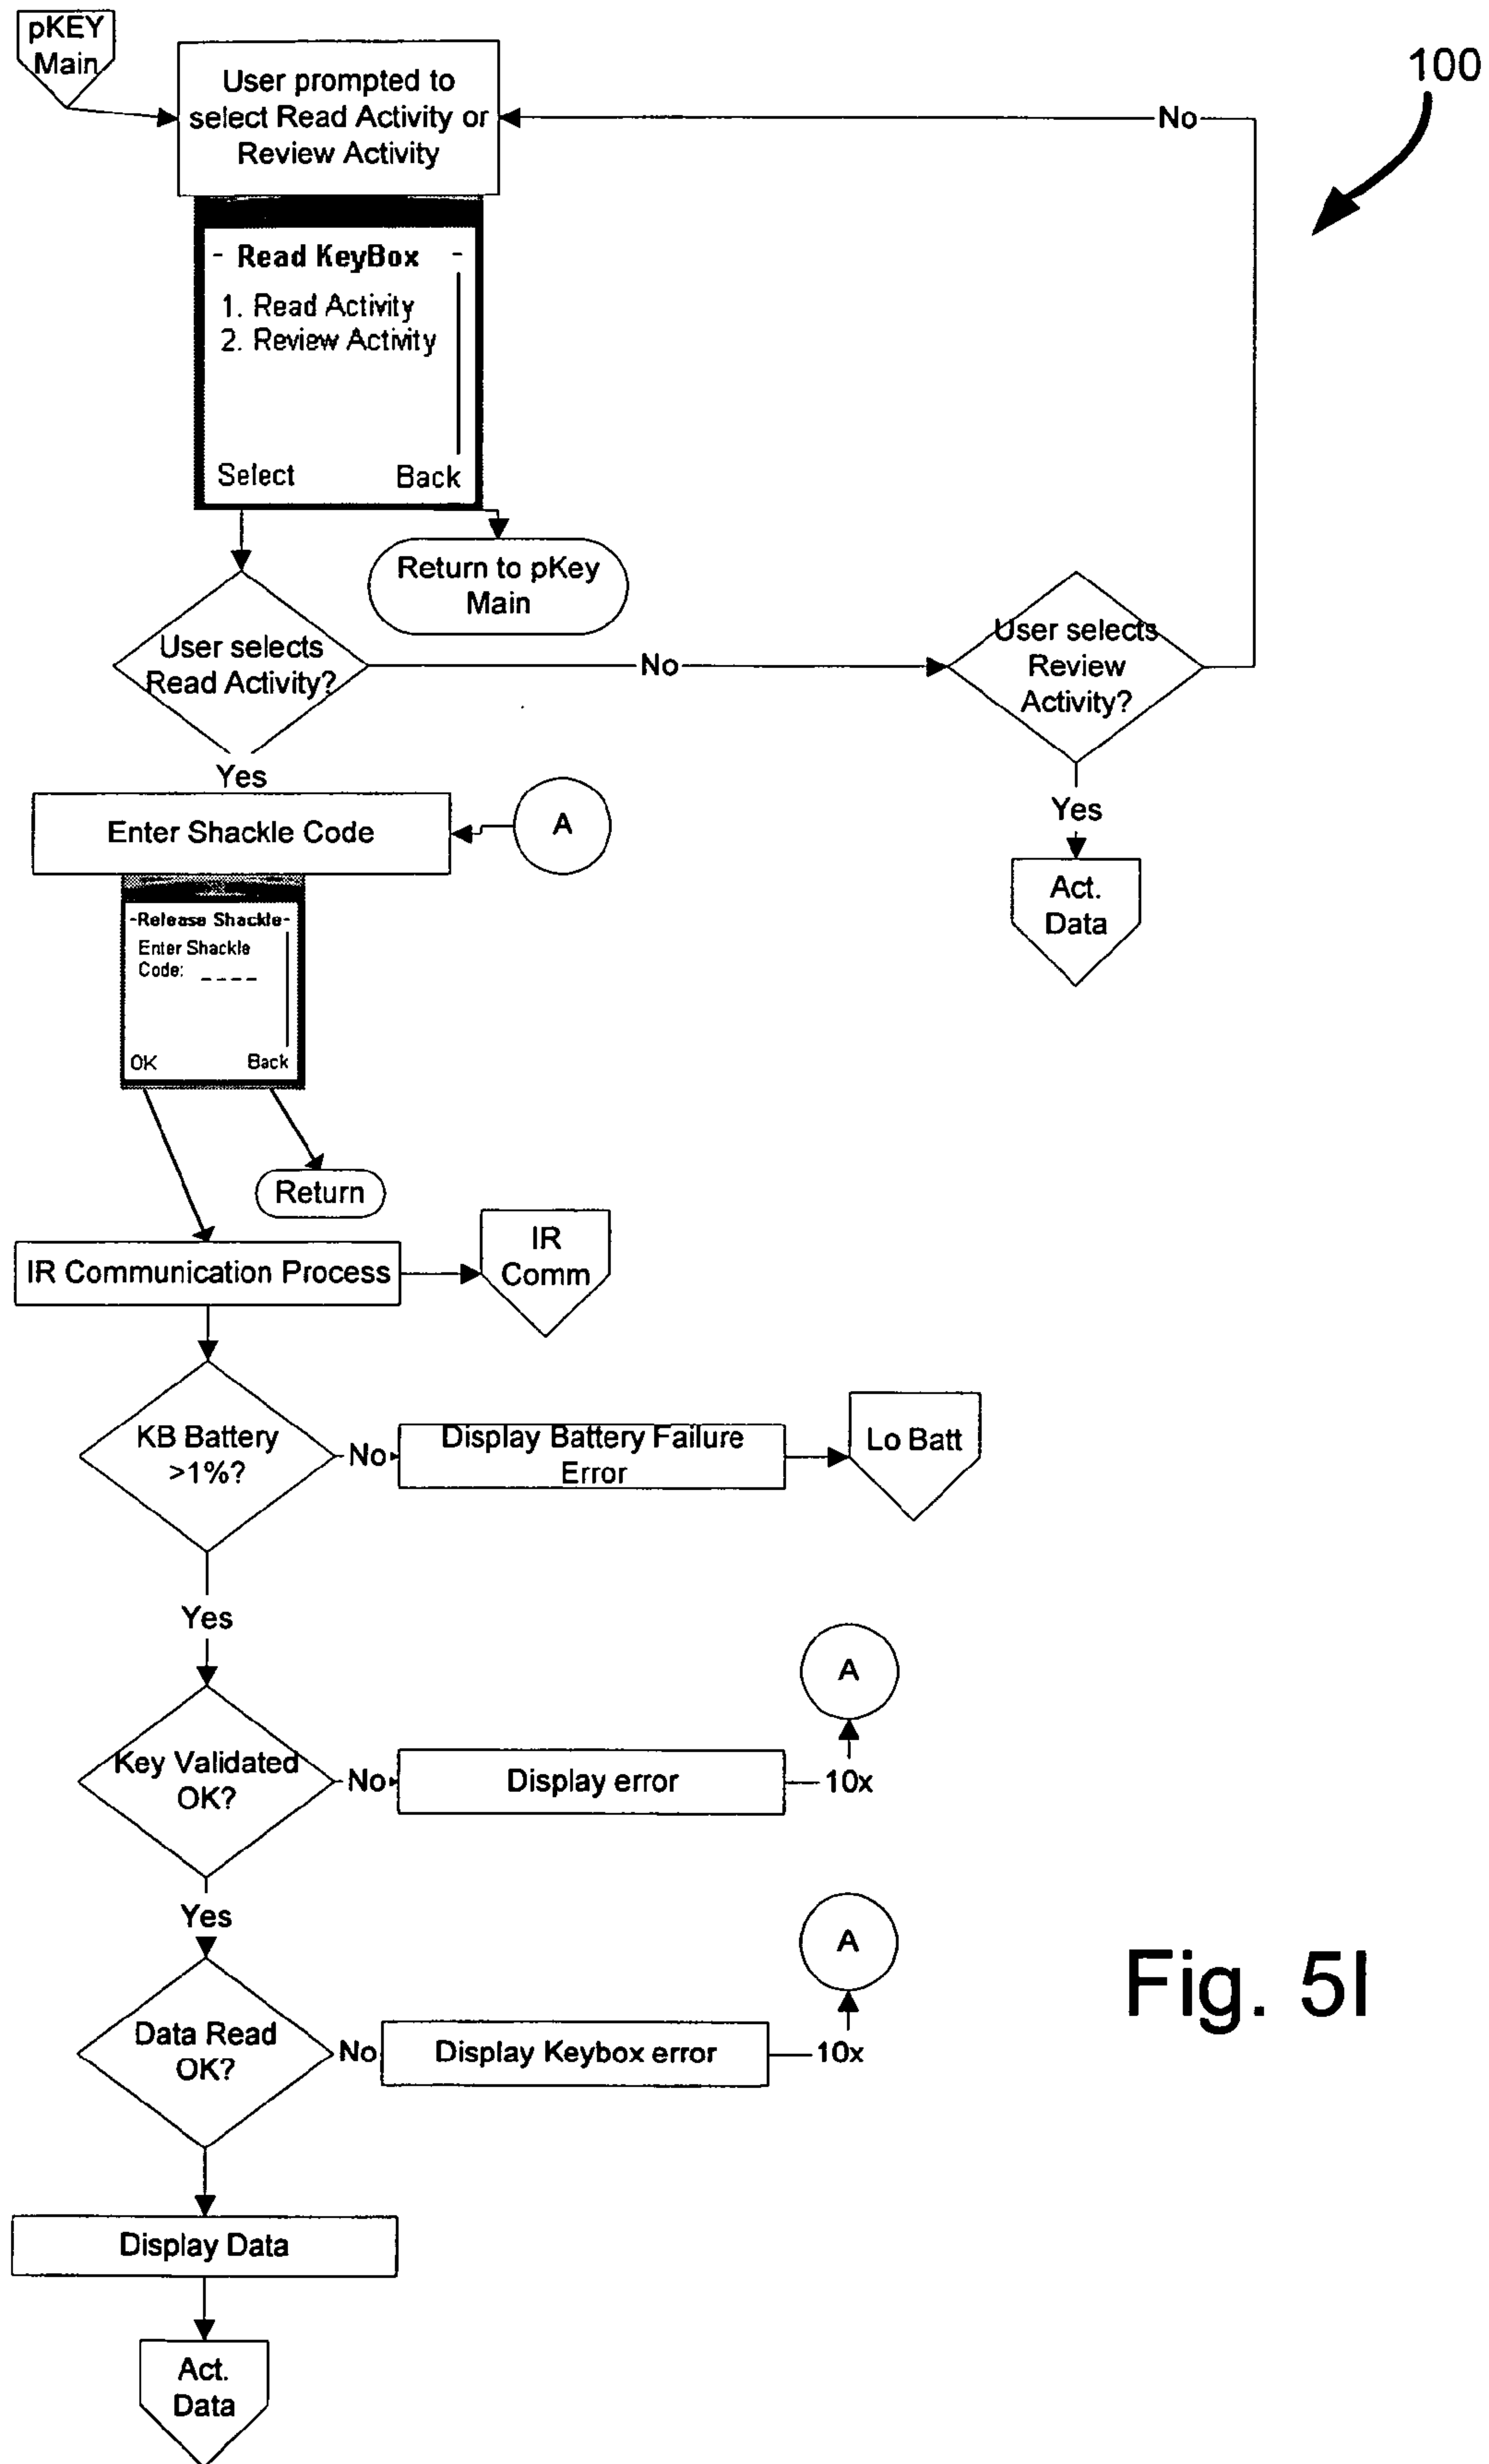 pKEY
Main
User prompted to
select Read Activity or
Review Activity
100
No
- Read KeyBox -
1. Read Activity
2. Review Activity
Select Back
Return to pKey
Main
User selects
Read Activity?
No
User selects
Review
Activity?
Yes
Enter Shackle Code
A
Yes
Act.
Data
-Release Shackle-
Enter Shackle
Code: _ _ _ _
OK Back
Return
IR Communication Process
IR
Comm
KB Battery
>1%?
No
Display Battery Failure
Error
Lo Batt
Yes
A
Key Validated
OK?
No
Display error
10x
Yes
A
Data Read
OK?
No
Display Keybox error
10x
Fig. 5I
Display Data
Act.
Data